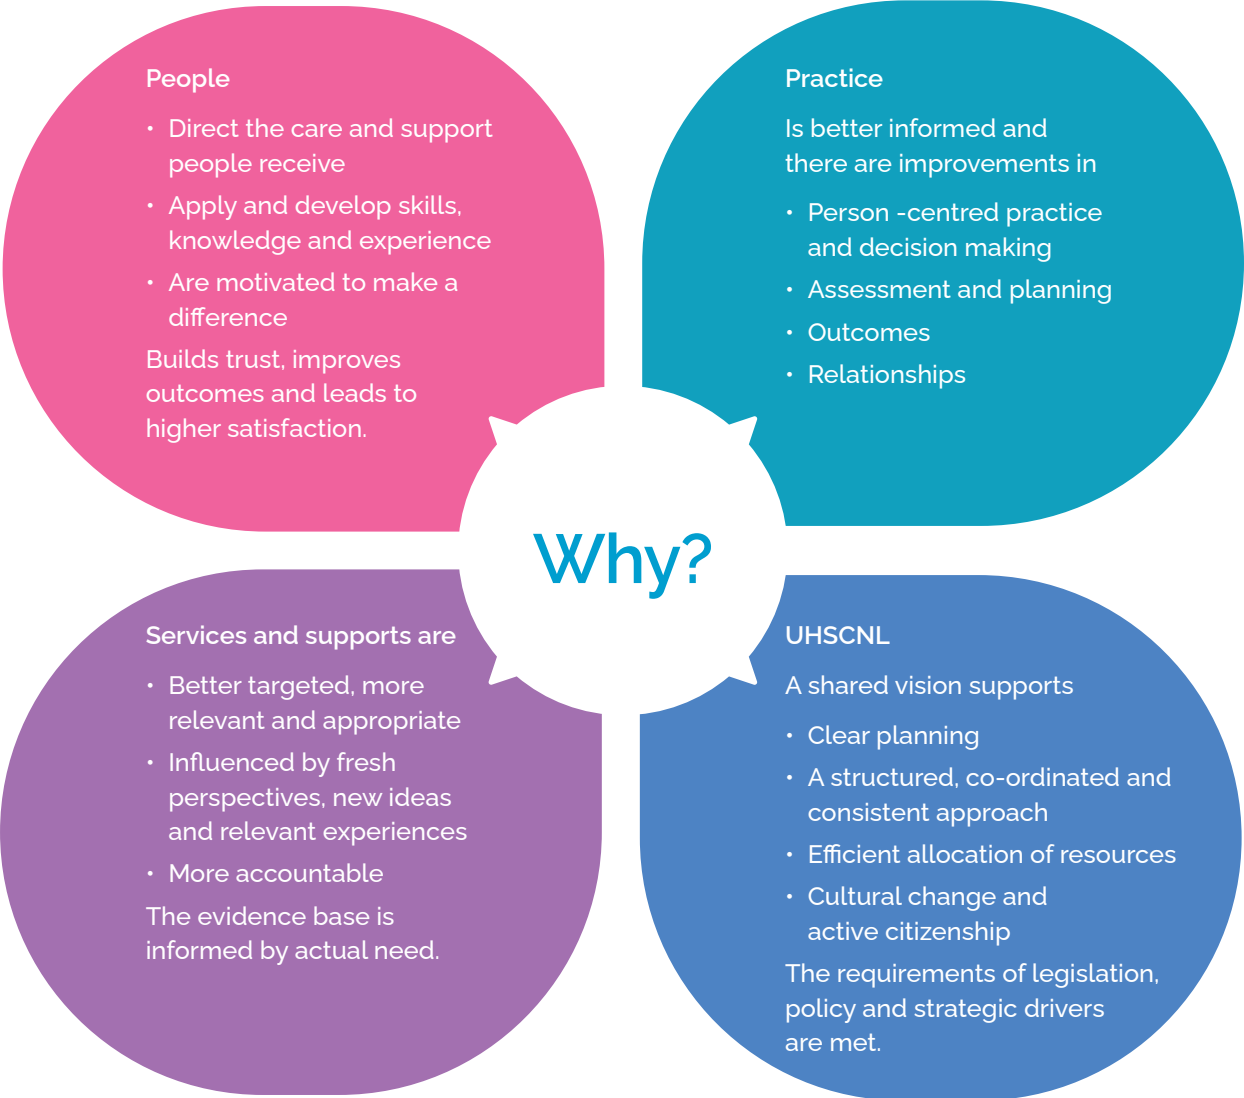 People
• Direct the care and support
people receive
• Apply and develop skills,
knowledge and experience
• Are motivated to make a
difference
Builds trust, improves
outcomes and leads to
higher satisfaction.
Practice
Is better informed and
there are improvements in
• Person -centred practice
and decision making
• Assessment and planning
• Outcomes
• Relationships
Why?
Services and supports are
• Better targeted, more
relevant and appropriate
• Influenced by fresh
perspectives, new ideas
and relevant experiences
• More accountable
The evidence base is
informed by actual need.
UHSCNL
A shared vision supports
• Clear planning
• A structured, co-ordinated and
consistent approach
• Efficient allocation of resources
• Cultural change and
active citizenship
The requirements of legislation,
policy and strategic drivers
are met.